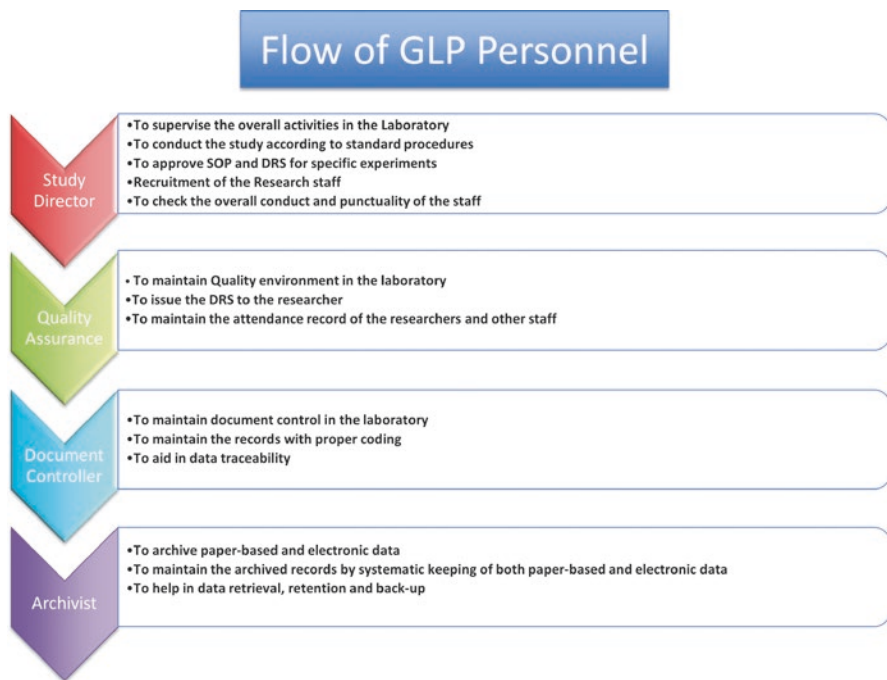 Flow of GLP Personnel
Study
Director
•To supervise the overall activities in the Laboratory
•To conduct the study according to standard procedures
•To approve SOP and DRS for specific experiments
•Recruitment of the Research staff
•To check the overall conduct and punctuality of the staff
Quality
Assurance
• To maintain Quality environment in the laboratory
•To issue the DRS to the researcher
•To maintain the attendance record of the researchers and other staff
Document
Controller
•To maintain document control in the laboratory
•To maintain the records with proper coding
•To aid in data traceability
Archivist
•To archive paper-based and electronic data
•To maintain the archived records by systematic keeping of both paper-based and electronic data
•To help in data retrieval, retention and back-up